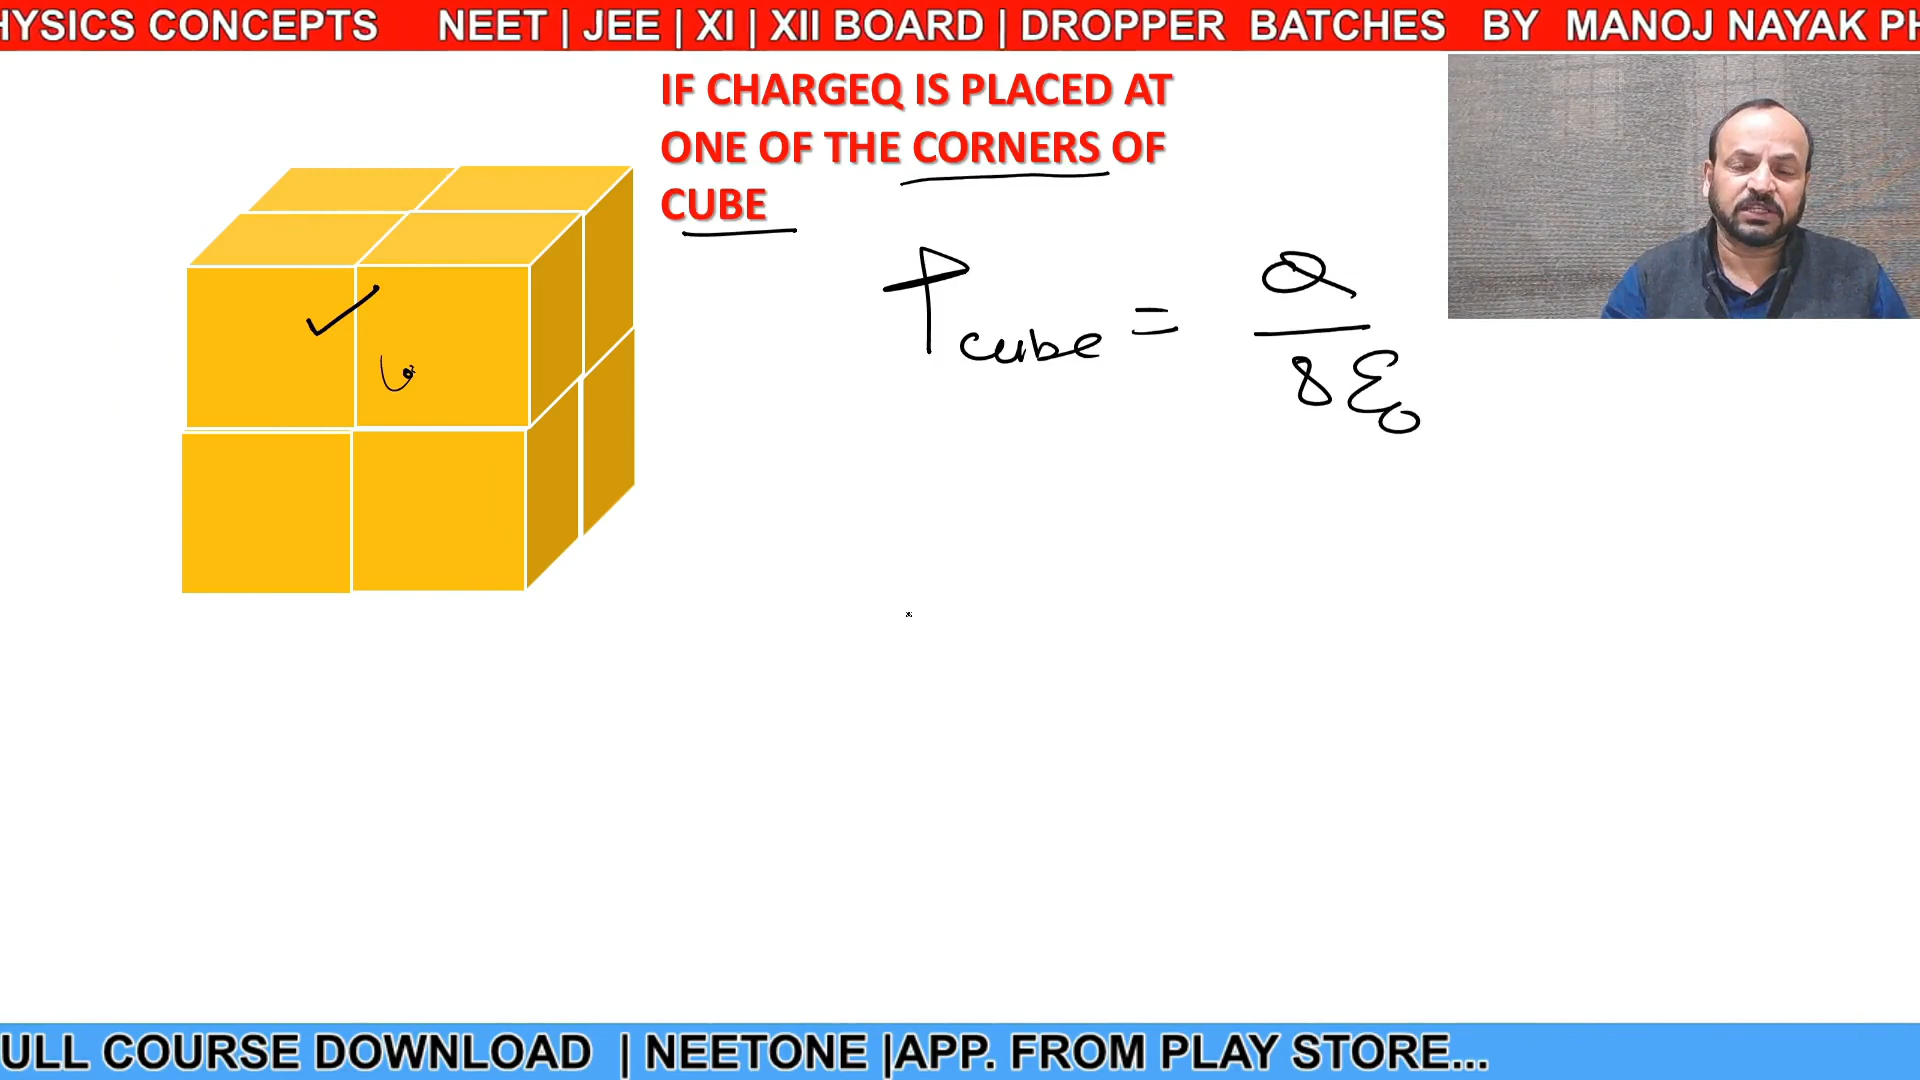 HYSICS CONCEPTS NEET | JEE | XI | XII BOARD | DROPPER BATCHES BY MANOJ NAYAK PH
IF CHARGEQ IS PLACED AT
ONE OF THE CORNERS OF
CUBE
ϕcube = Q/8ε0
ULL COURSE DOWNLOAD | NEETONE |APP. FROM PLAY STORE...